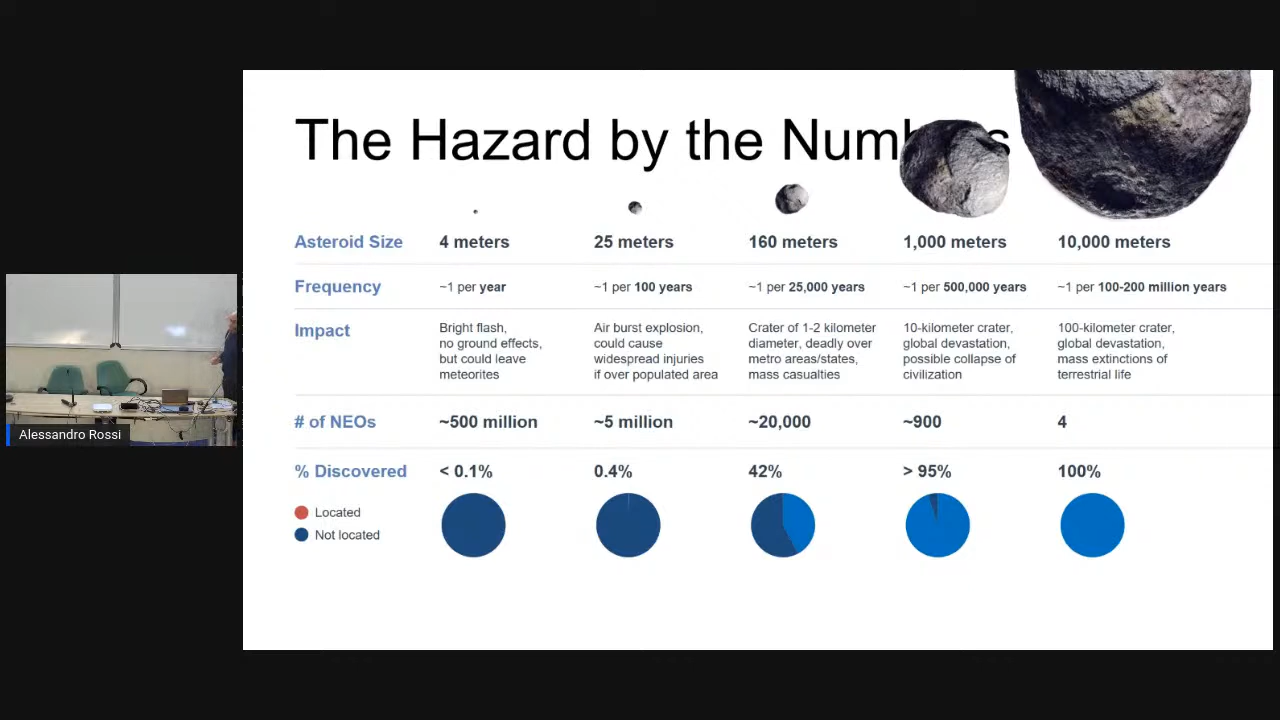 The Hazard by the Numbers
Asteroid Size 4 meters 25 meters 160 meters 1,000 meters 10,000 meters
Frequency ~1 per year ~1 per 100 years ~1 per 25,000 years ~1 per 500,000 years ~1 per 100-200 million years
Impact
Bright flash,
no ground effects,
but could leave
meteorites
Air burst explosion,
could cause
widespread injuries
if over populated area
Crater of 1-2 kilometer
diameter, deadly over
metro areas/states,
mass casualties
10-kilometer crater,
global devastation,
possible collapse of
civilization
100-kilometer crater,
global devastation,
mass extinctions of
terrestrial life
# of NEOs ~500 million ~5 million ~20,000 ~900 4
% Discovered < 0.1% 0.4% 42% > 95% 100%
Located
Not located
Alessandro Rossi